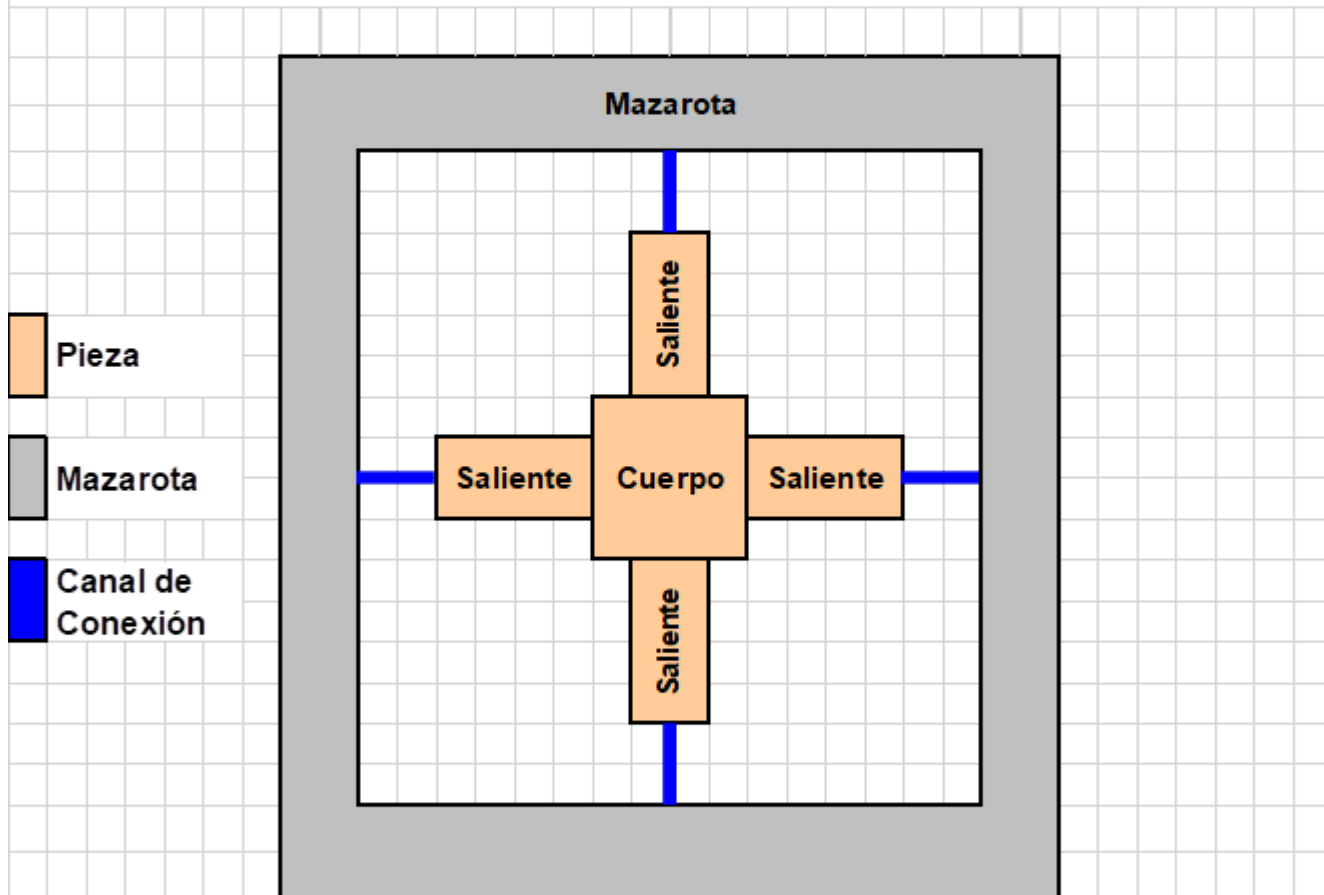 Mazarota
Saliente
Pieza
Saliente
Cuerpo
Saliente
Mazarota
Saliente
Canal de
Conexión